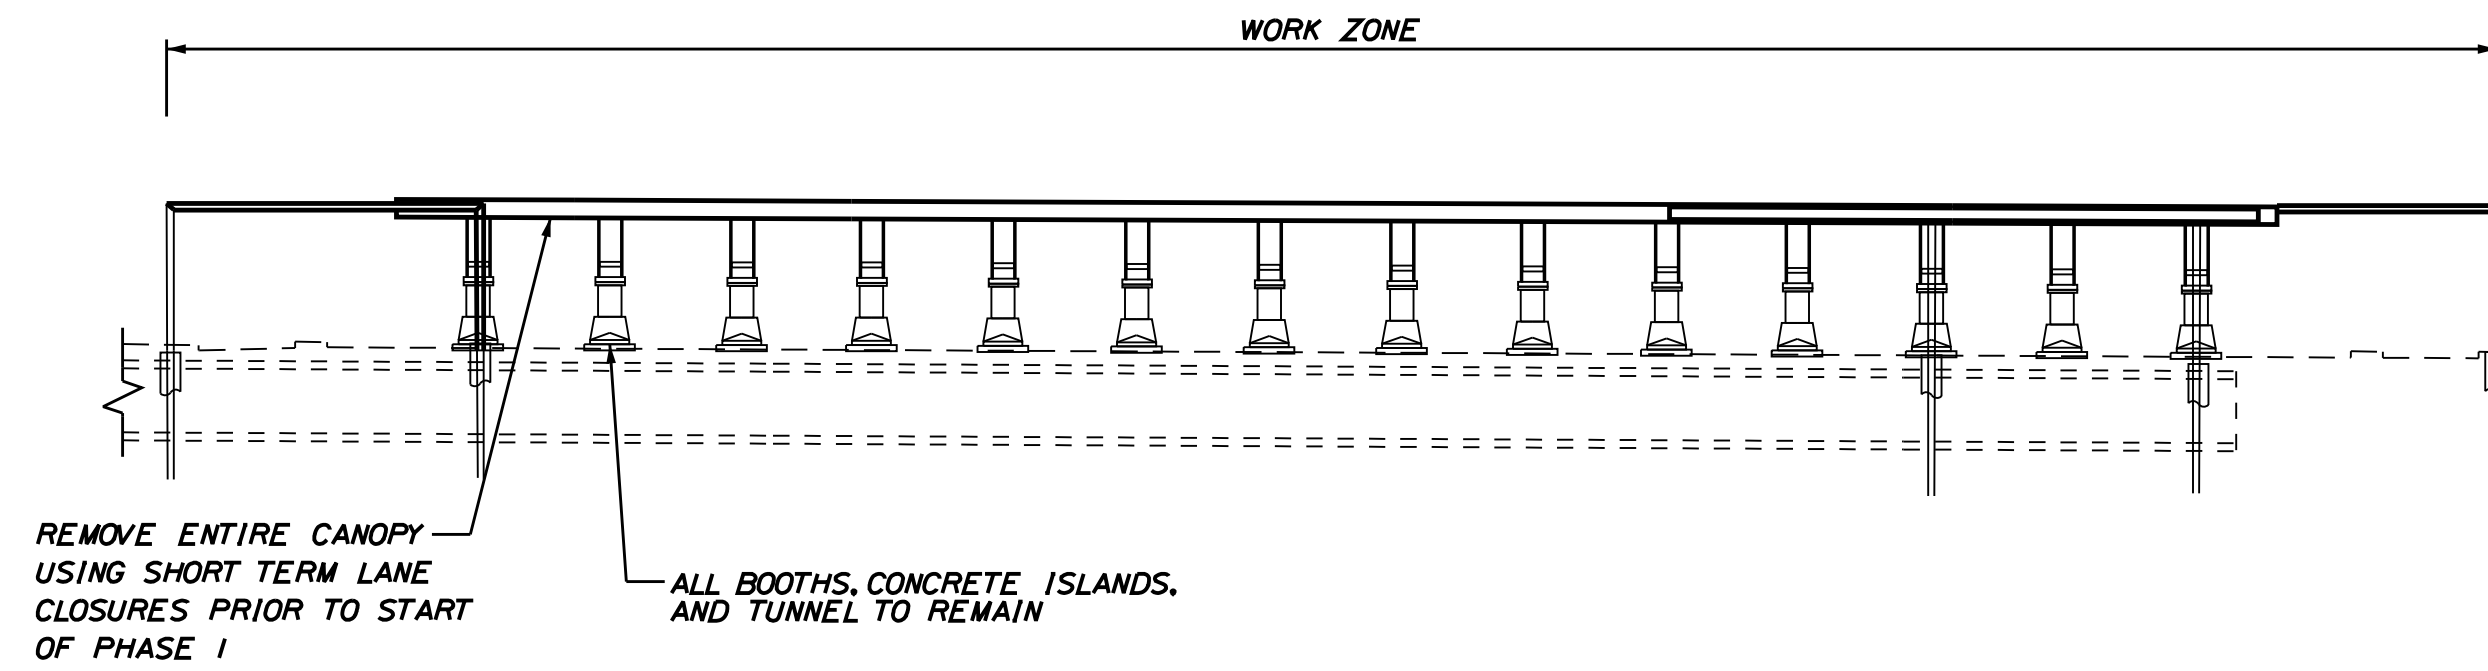 WORK ZONE
REMOVE ENTIRE CANOPY
USING SHORT TERM LANE
CLOSURES PRIOR TO START
OF PHASE I
ALL BOOTHS, CONCRETE ISLANDS,
AND TUNNEL TO REMAIN